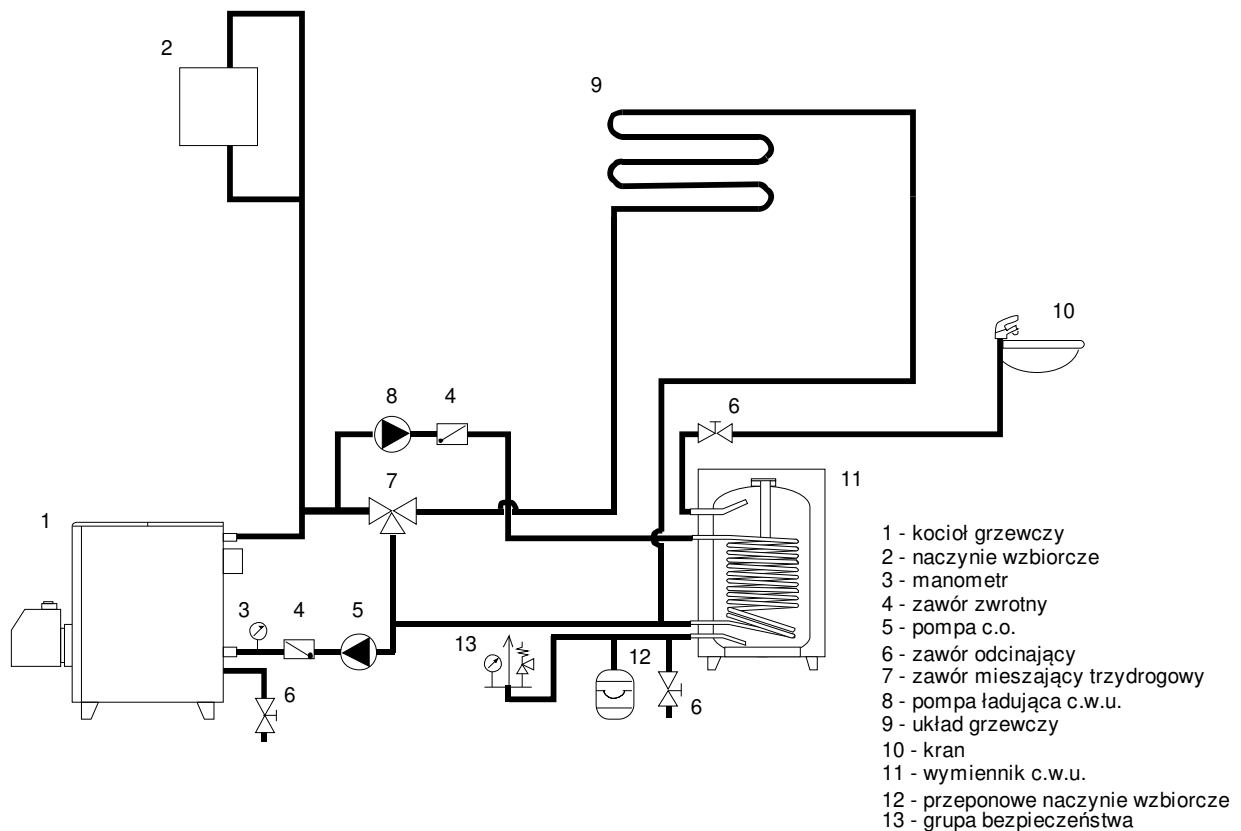 2
9
10
8
4
6
7
11
1
3
4
5
13
12
6
6
1 - kocioł grzewczy
2 - naczynie wzbiorcze
3 - manometr
4 - zawór zwrotny
5 - pompa c.o.
6 - zawór odcinający
7 - zawór mieszający trzydrogowy
8 - pompa ładująca c.w.u.
9 - układ grzewczy
10 - kran
11 - wymiennik c.w.u.
12 - przeponowe naczynie wzbiorcze
13 - grupa bezpieczeństwa